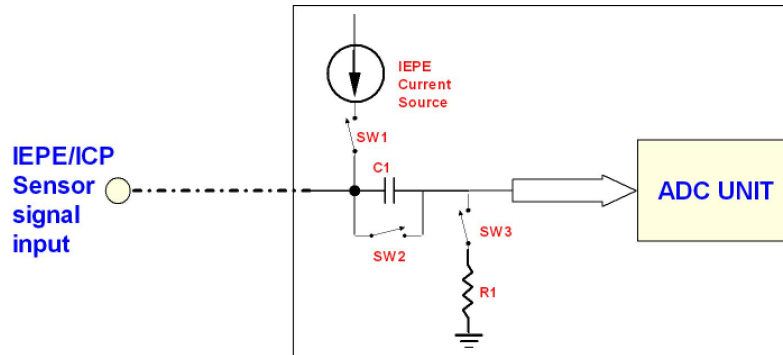 IEPE
Current
Source
SW1
IEPE/ICP
Sensor
signal
input
C1
ADC UNIT
SW2
SW3
R1